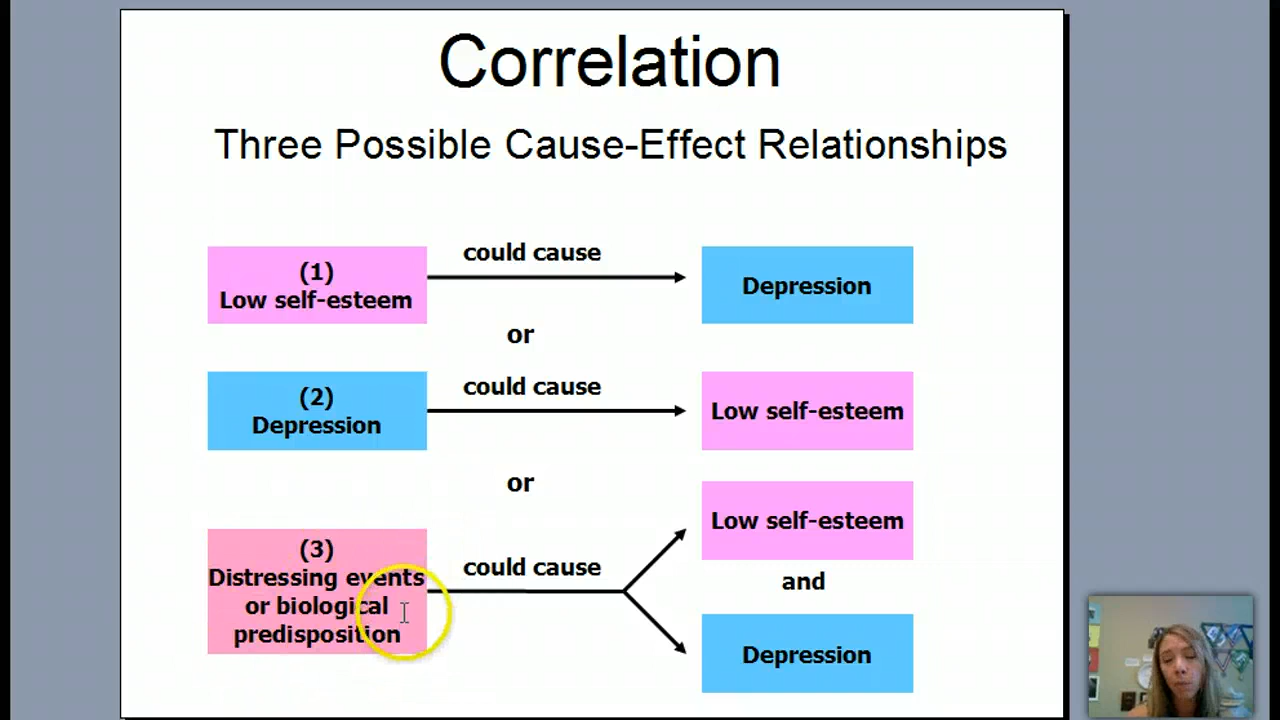 Correlation
Three Possible Cause-Effect Relationships
(1)
Low self-esteem
could cause
Depression
or
(2)
Depression
could cause
Low self-esteem
or
(3)
Distressing events
or biological
predisposition
could cause
Low self-esteem
and
Depression